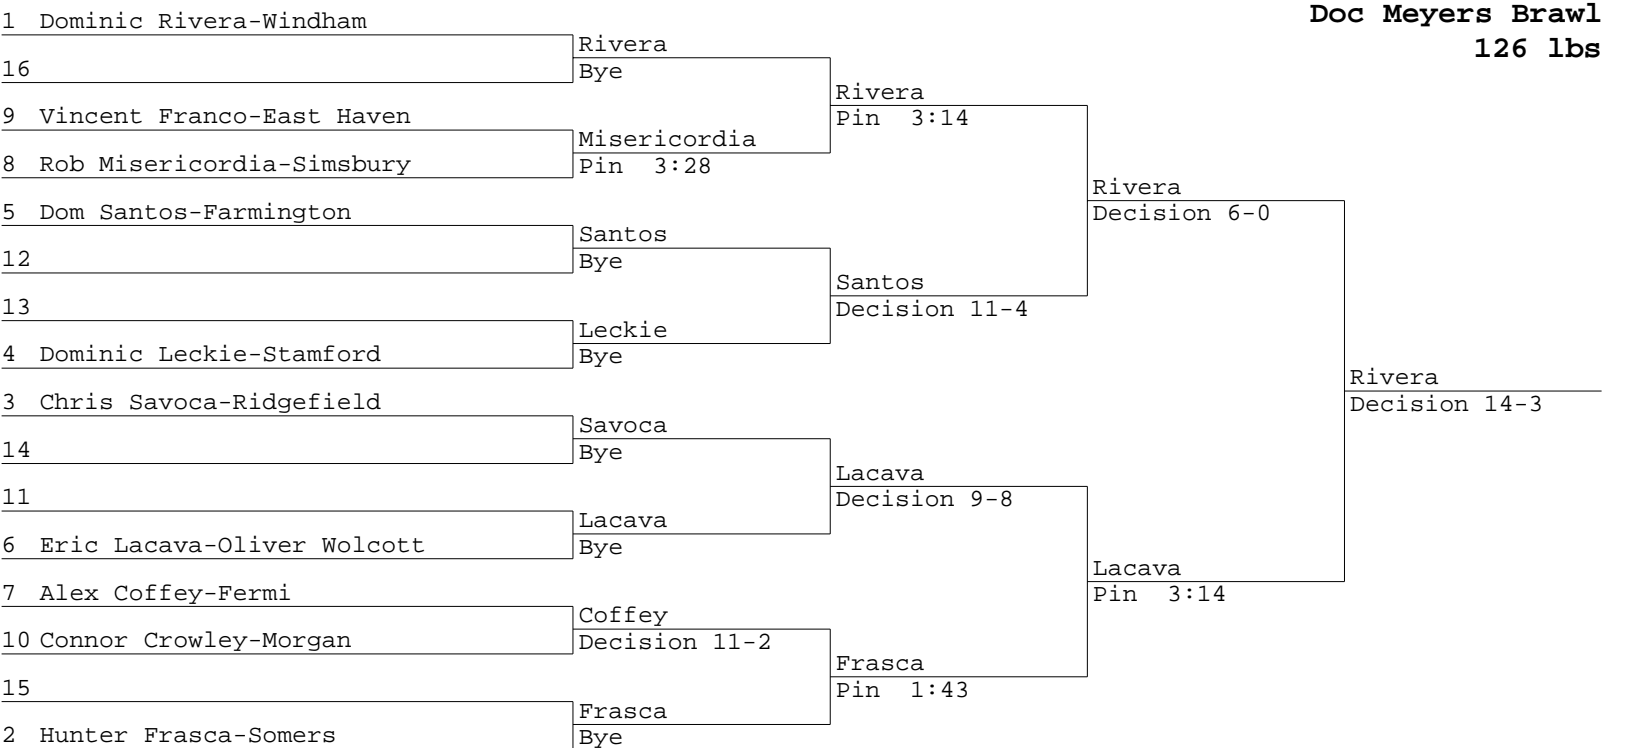 Doc Meyers Brawl
126 lbs
1 Dominic Rivera-Windham
16
9 Vincent Franco-East Haven
8 Rob Misericordia-Simsbury
5 Dom Santos-Farmington
12
13
4 Dominic Leckie-Stamford
3 Chris Savoca-Ridgefield
14
11
6 Eric Lacava-Oliver Wolcott
7 Alex Coffey-Fermi
10 Connor Crowley-Morgan
15
2 Hunter Frasca-Somers
Rivera
Bye
Misericordia
Pin 3:28
Santos
Bye
Leckie
Bye
Savoca
Bye
Lacava
Bye
Coffey
Decision 11-2
Frasca
Bye
Rivera
Pin 3:14
Santos
Decision 11-4
Lacava
Decision 9-8
Frasca
Pin 1:43
Rivera
Decision 6-0
Lacava
Pin 3:14
Rivera
Decision 14-3